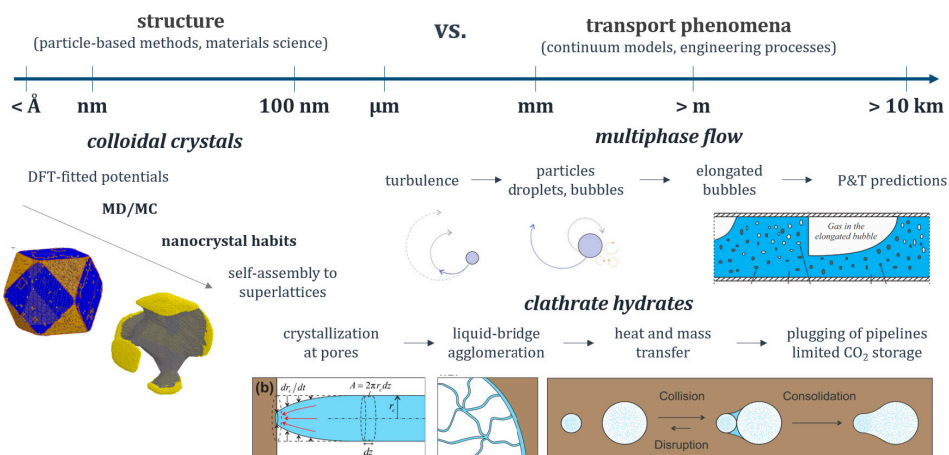 structure
(particle-based methods, materials science)
vs.
transport phenomena
(continuum models, engineering processes)
< Å
nm
100 nm
μm
mm
> m
> 10 km
colloidal crystals
DFT-fitted potentials
MD/MC
nanocrystal habits
self-assembly to
superlattices
multiphase flow
turbulence
particles
droplets, bubbles
elongated
bubbles
P&T predictions
Gas in the
elongated bubble
clathrate hydrates
crystallization
at pores
liquid-bridge
agglomeration
heat and mass
transfer
plugging of pipelines
limited CO₂ storage
(b)
drᵢ/dt
A=2πr꜀dz
r꜀
dz
Collision
Disruption
Consolidation